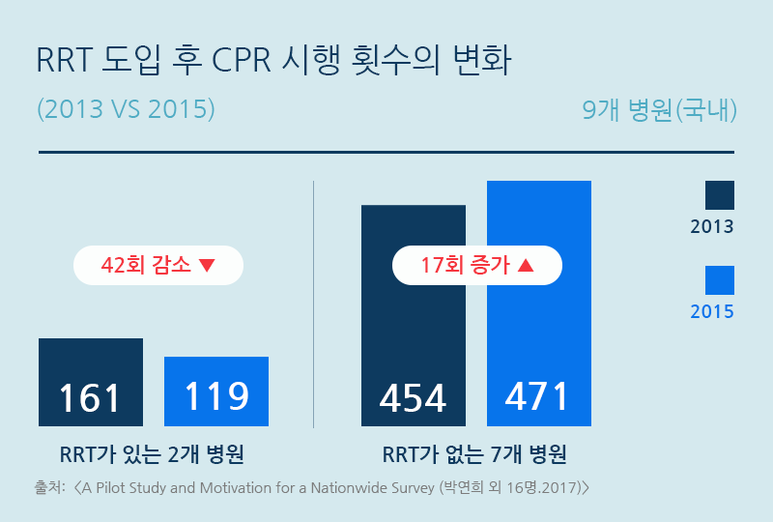 RRT 도입 후 CPR 시행 횟수의 변화
(2013 VS 2015)
9개 병원(국내)
42회 감소 ▼
17회 증가 ▲
2013
2015
161
119
454
471
RRT가 있는 2개 병원
RRT가 없는 7개 병원
출처: <A Pilot Study and Motivation for a Nationwide Survey (박연희 외 16명.2017)>